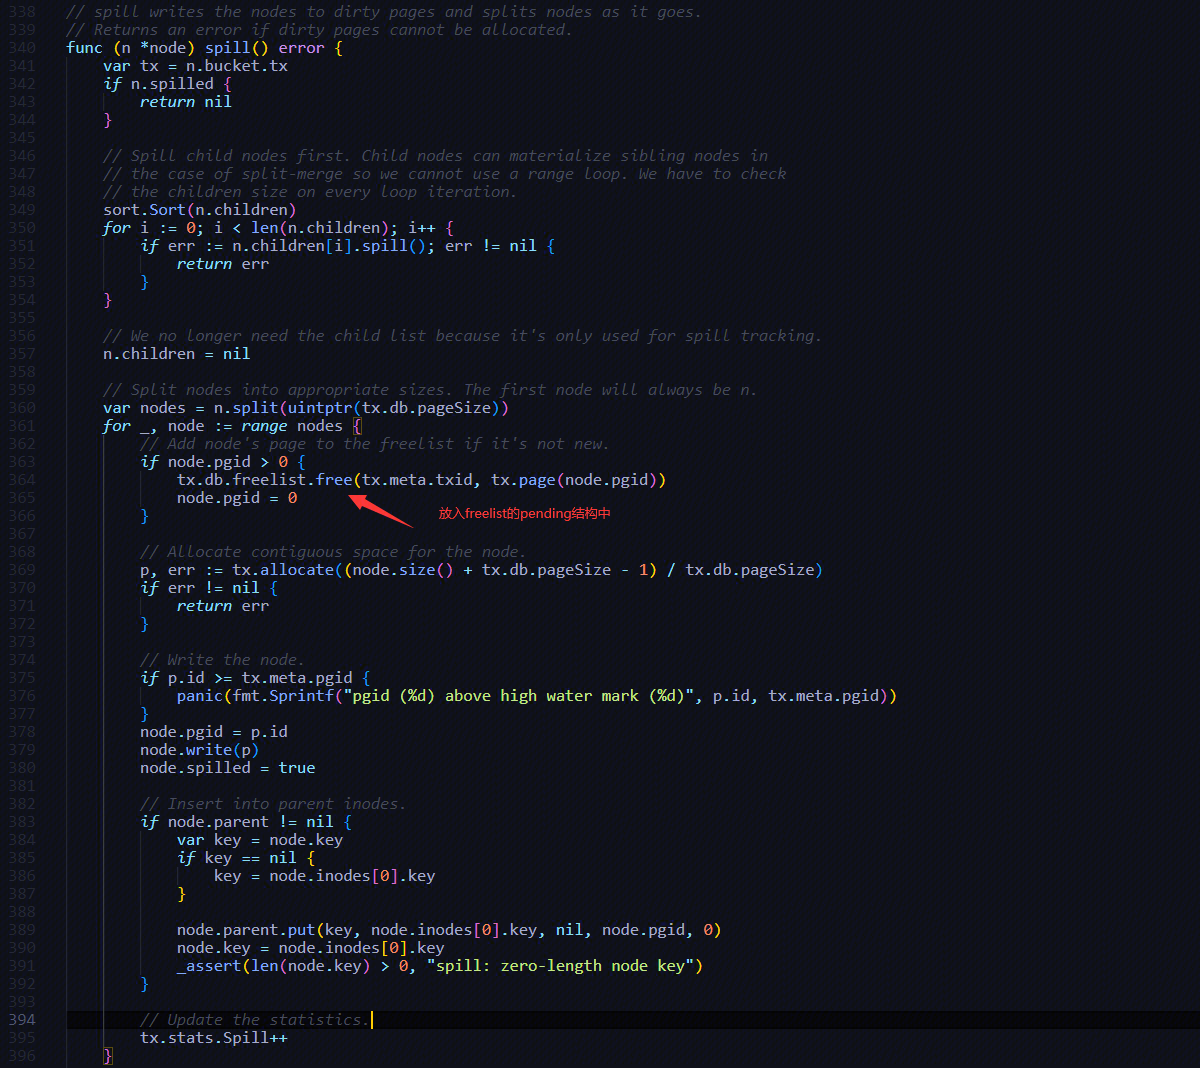 338 // spill writes the nodes to dirty pages and splits nodes as it goes.
339 // Returns an error if dirty pages cannot be allocated.
340 func (n *node) spill() error {
341     var tx = n.bucket.tx
342     if n.spilled {
343         return nil
344     }
345
346     // Spill child nodes first. Child nodes can materialize sibling nodes in
347     // the case of split-merge so we cannot use a range loop. We have to check
348     // the children size on every loop iteration.
349     sort.Sort(n.children)
350     for i := 0; i < len(n.children); i++ {
351         if err := n.children[i].spill(); err != nil {
352             return err
353         }
354     }
355
356     // We no longer need the child list because it's only used for spill tracking.
357     n.children = nil
358
359     // Split nodes into appropriate sizes. The first node will always be n.
360     var nodes = n.split(uintptr(tx.db.pageSize))
361     for _, node := range nodes {
362         // Add node's page to the freelist if it's not new.
363         if node.pgid > 0 {
364             tx.db.freelist.free(tx.meta.txid, tx.page(node.pgid))
365             node.pgid = 0
366         }
放入freelist的pending结构中
367
368         // Allocate contiguous space for the node.
369         p, err := tx.allocate((node.size() + tx.db.pageSize - 1) / tx.db.pageSize)
370         if err != nil {
371             return err
372         }
373
374         // Write the node.
375         if p.id >= tx.meta.pgid {
376             panic(fmt.Sprintf("pgid (%d) above high water mark (%d)", p.id, tx.meta.pgid))
377         }
378         node.pgid = p.id
379         node.write(p)
380         node.spilled = true
381
382         // Insert into parent inodes.
383         if node.parent != nil {
384             var key = node.key
385             if key == nil {
386                 key = node.inodes[0].key
387             }
388
389             node.parent.put(key, node.inodes[0].key, nil, node.pgid, 0)
390             node.key = node.inodes[0].key
391             _assert(len(node.key) > 0, "spill: zero-length node key")
392         }
393
394         // Update the statistics.
395         tx.stats.Spill++
396     }